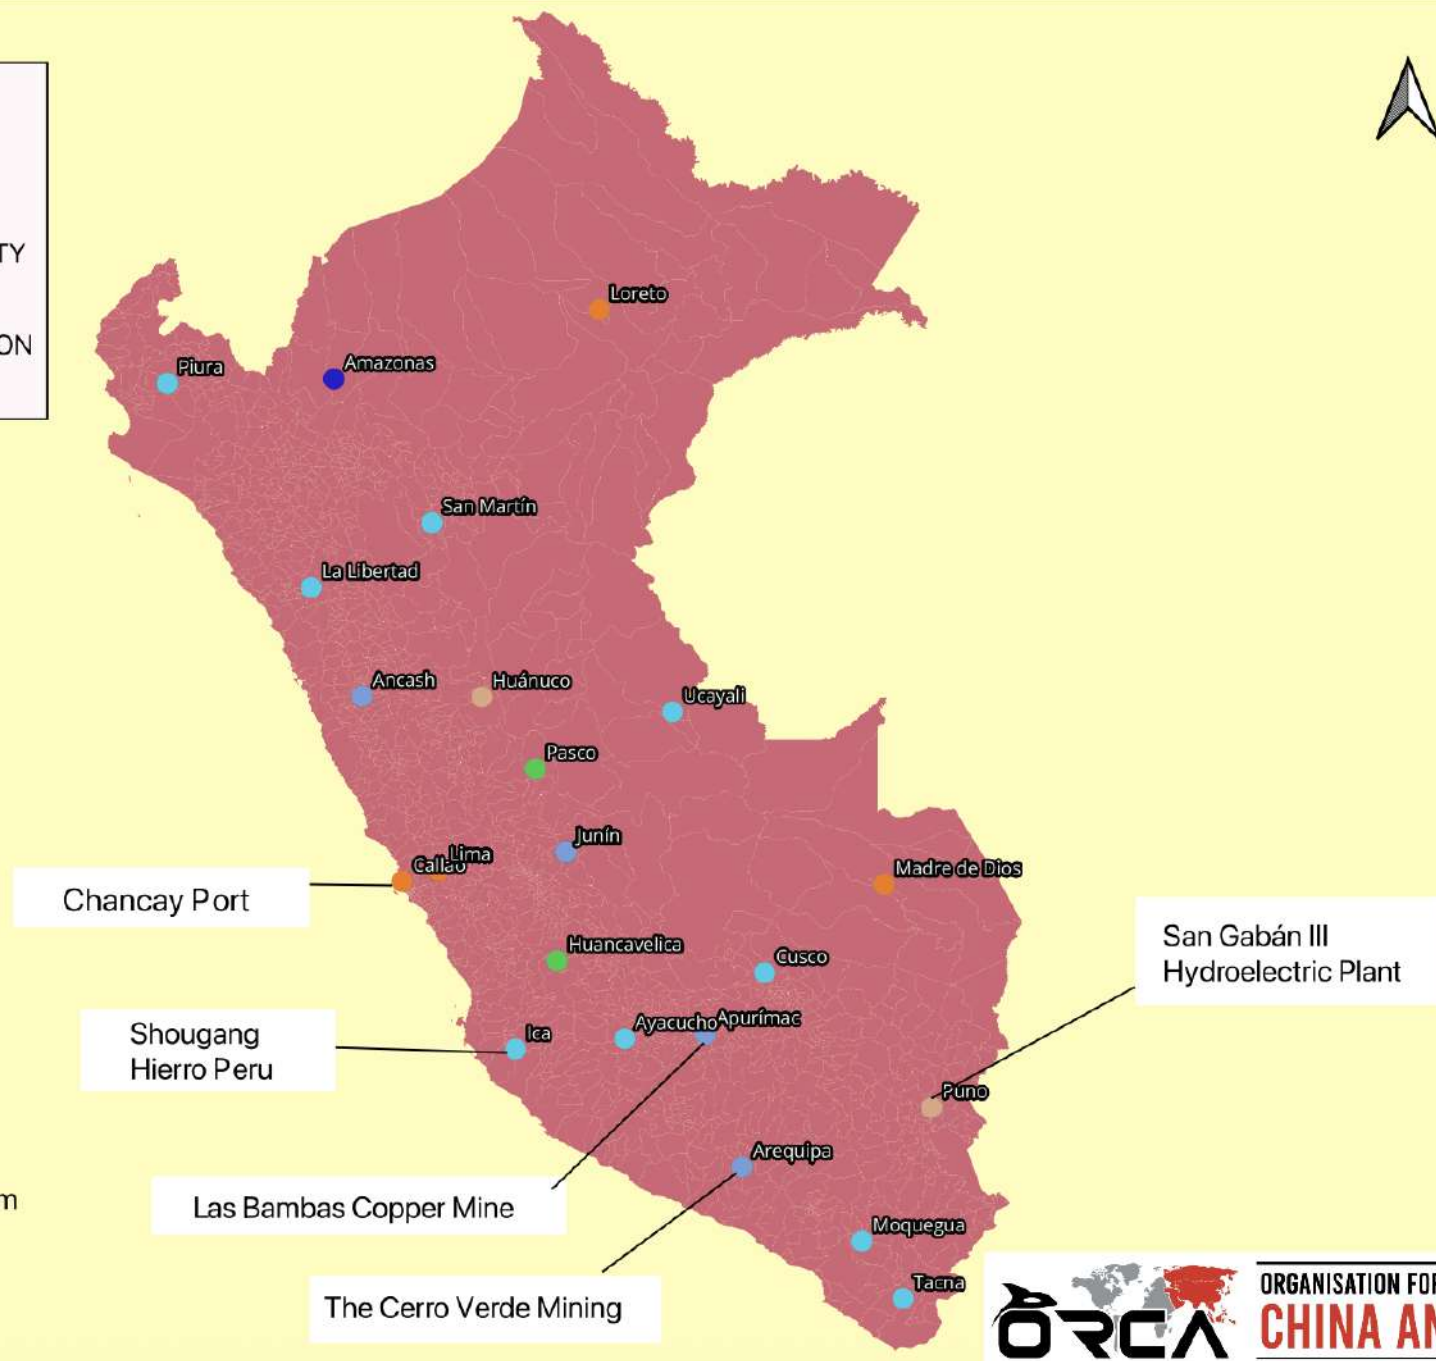 TY
ON
Loreto
Piura
Amazonas
San Martín
La Libertad
Ancash
Huánuco
Ucayali
Pasco
Junín
Lima
Callao
Madre de Dios
Chancay Port
Huancavelica
Cusco
San Gabán III
Hydroelectric Plant
Shougang
Hierro Peru
Ica
Ayacucho
Apurímac
Puno
Arequipa
m
Las Bambas Copper Mine
Moquegua
Tacna
The Cerro Verde Mining
ORCA
ORGANISATION FOR
CHINA AN